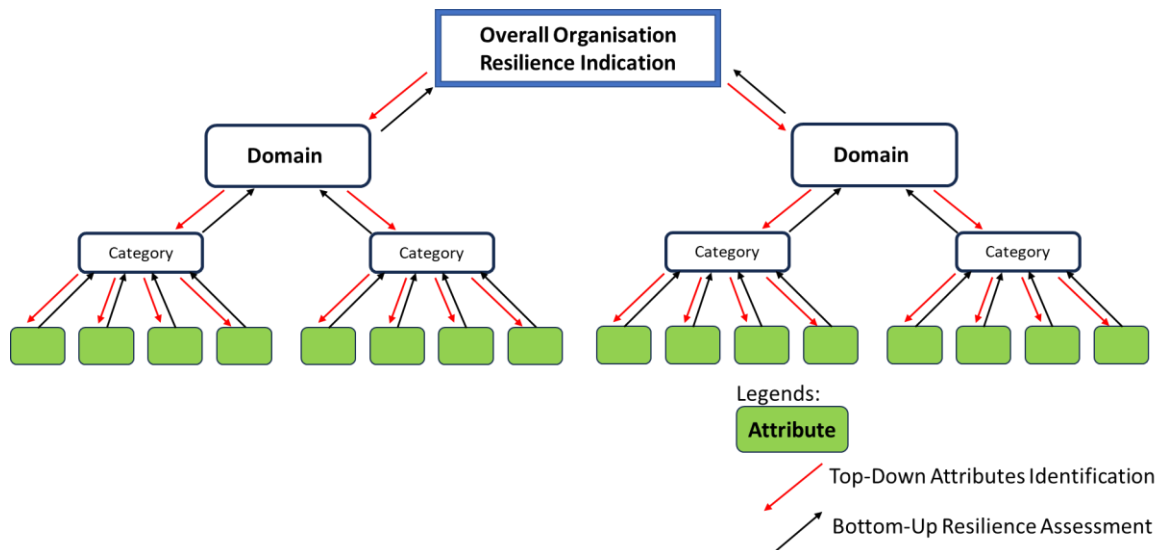 Overall Organisation
Resilience Indication
Domain
Domain
Category
Category
Category
Category
Legends:
Attribute
Top-Down Attributes Identification
Bottom-Up Resilience Assessment